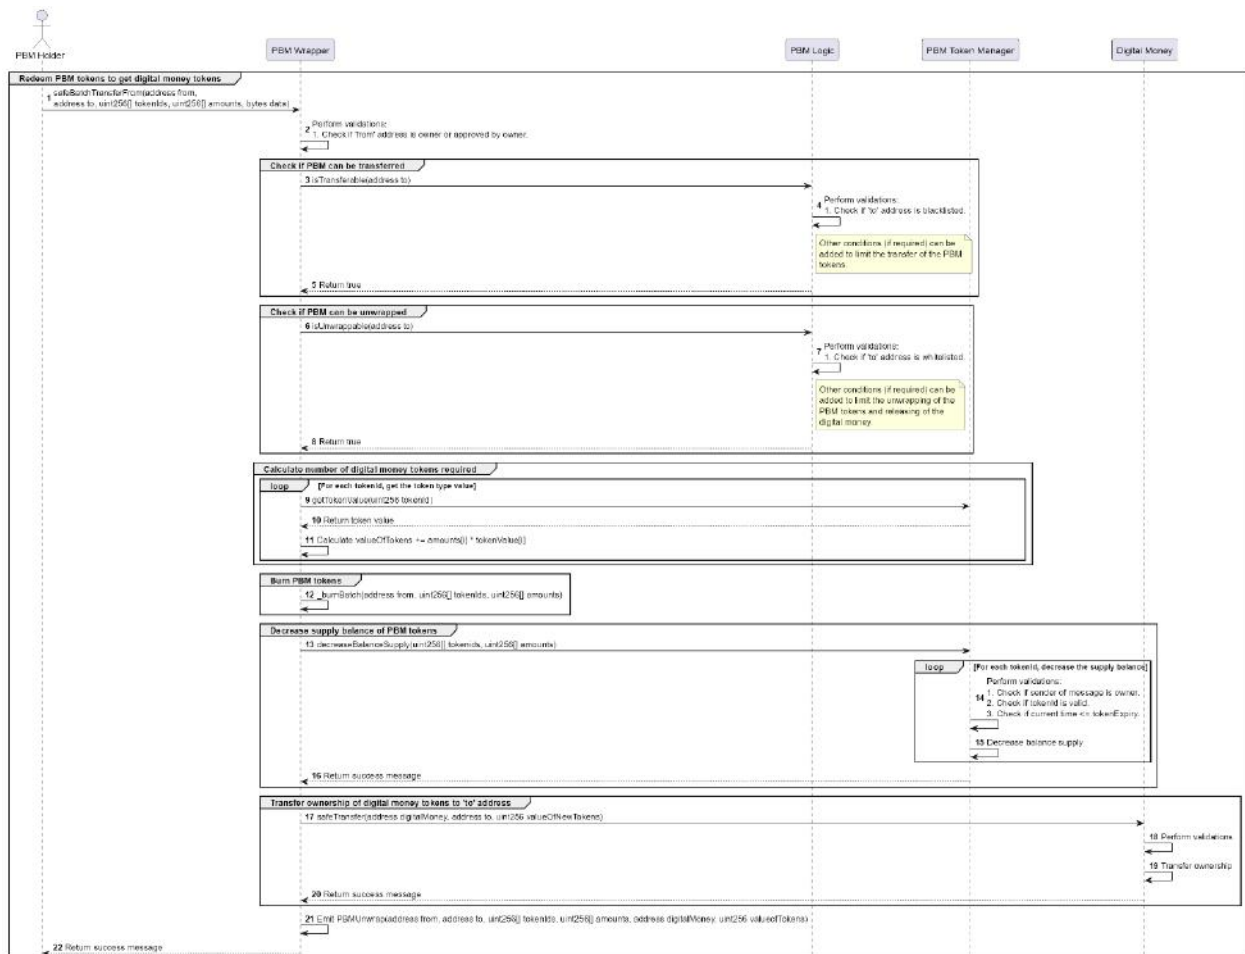 PBM Holder
PBM Wrapper
PBM Logic
PBM Token Manager
Digital Money
Redeem PBM tokens to get digital money tokens
1 safeBatchTransferFrom(address from,
address to, uint256[] tokenIds, uint256[] amounts, bytes data)
2 Perform validations:
1. Check if 'from' address is owner or approved by owner.
Check if PBM can be transferred
3 isTransferable(address to)
4 Perform validations:
1. Check if 'to' address is blacklisted.
Other conditions (if required) can be
added to limit the transfer of the PBM
tokens
5 Return true
Check if PBM can be unwrapped
6 isUnwrappable(address to)
7 Perform validations:
1. Check if 'to' address is whitelisted.
Other conditions (if required) can be
added to limit the unwrapping of the
PBM tokens and releasing of the
digital money
8 Return true
Calculate number of digital money tokens required
loop [For each tokenId, get the token type value]
9 getTokenValue(uint256 tokenId)
10 Return token value
11 Calculate valueOfTokens += amounts[i] * tokenValue[i]
Burn PBM tokens
12 _burnBatch(address from, uint256[] tokenIds, uint256[] amounts)
Decrease supply balance of PBM tokens
13 decreaseBalanceSupply(uint256[] tokenIds, uint256[] amounts)
loop [For each tokenId, decrease the supply balance]
Perform validations:
14 1. Check if sender of message is owner.
2. Check if tokenId is valid.
3. Check if current time <= tokenExpiry.
15 Decrease balance supply
16 Return success message
Transfer ownership of digital money tokens to 'to' address
17 safeTransfer(address digitalMoney, address to, uint256 valueOfNewTokens)
18 Perform validations
19 Transfer ownership
20 Return success message
21 Emit PBMUnwrap(address from, address to, uint256[] tokenIds, uint256[] amounts, address digitalMoney, uint256 valueofTokens)
22 Return success message